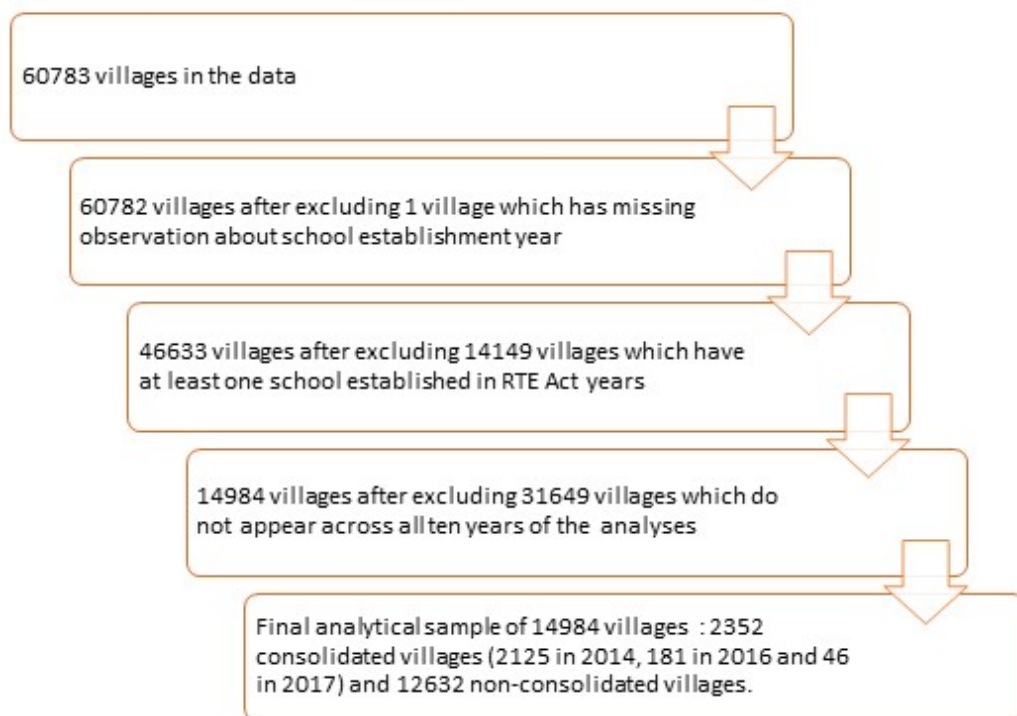 60783 villages in the data
60782 villages after excluding 1 village which has missing
observation about school establishment year
46633 villages after excluding 14149 villages which have
at least one school established in RTE Act years
14984 villages after excluding 31649 villages which do
not appear across all ten years of the analyses
Final analytical sample of 14984 villages : 2352
consolidated villages (2125 in 2014, 181 in 2016 and 46
in 2017) and 12632 non-consolidated villages.